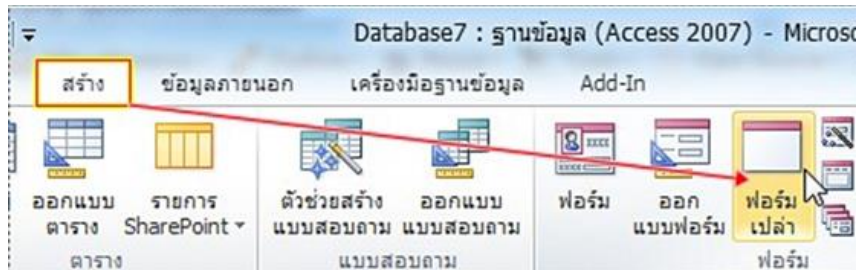 Database7 : ฐานข้อมูล (Access 2007) - Microso
สร้าง ข้อมูลภายนอก เครื่องมือฐานข้อมูล Add-In
ออกแบบ รายการ ตัวช่วยสร้าง ออกแบบ ฟอร์ม ออก ฟอร์ม
ตาราง SharePoint แบบสอบถาม แบบสอบถาม แบบฟอร์ม เปล่า
ตาราง แบบสอบถาม ฟอร์ม